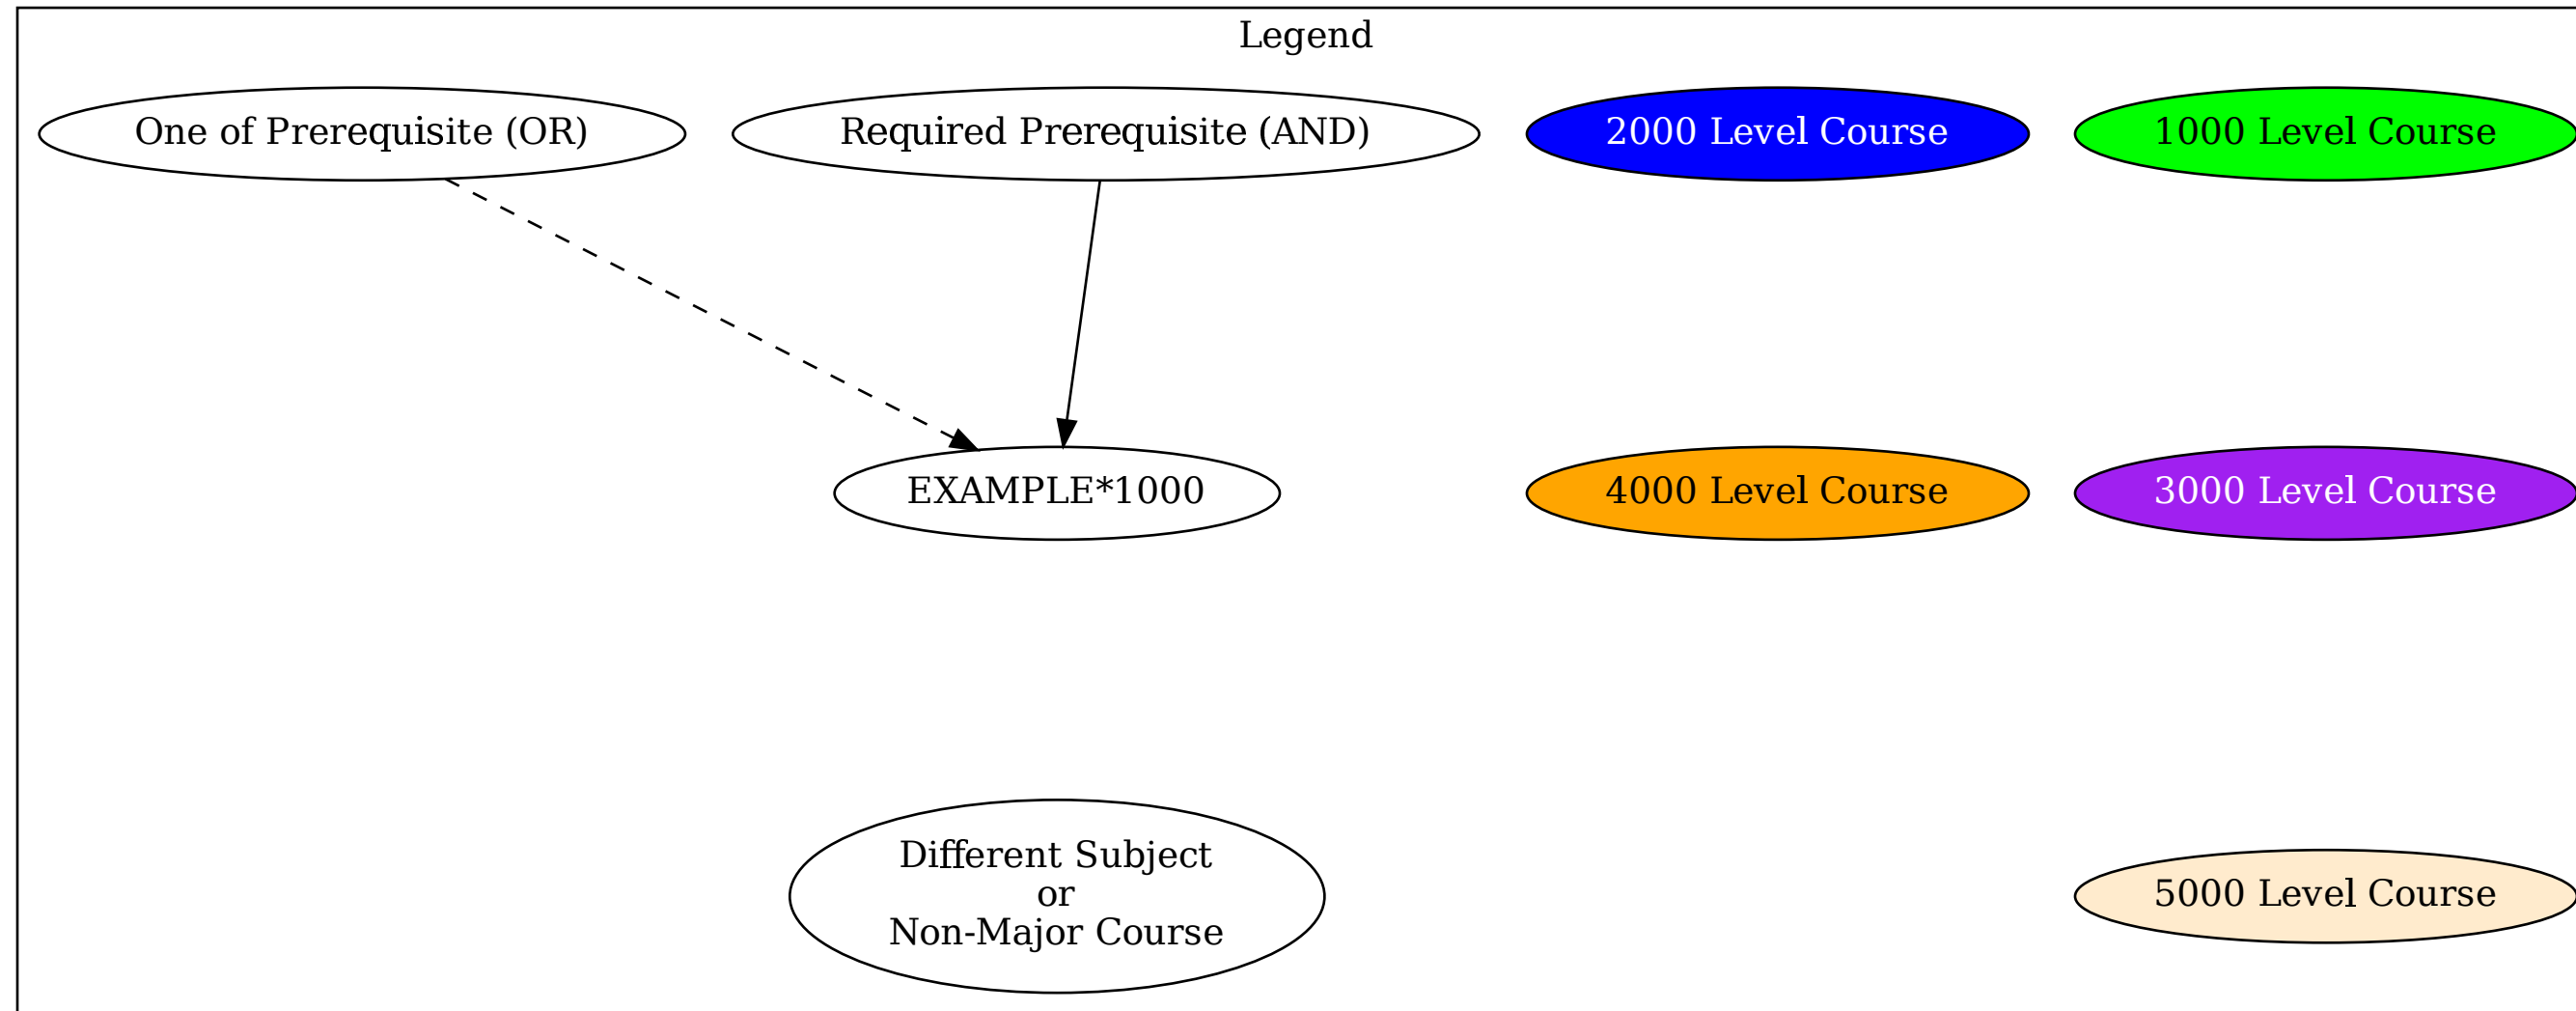 Legend
One of Prerequisite (OR)
Required Prerequisite (AND)
2000 Level Course
1000 Level Course
EXAMPLE*1000
4000 Level Course
3000 Level Course
Different Subject
or
Non-Major Course
5000 Level Course